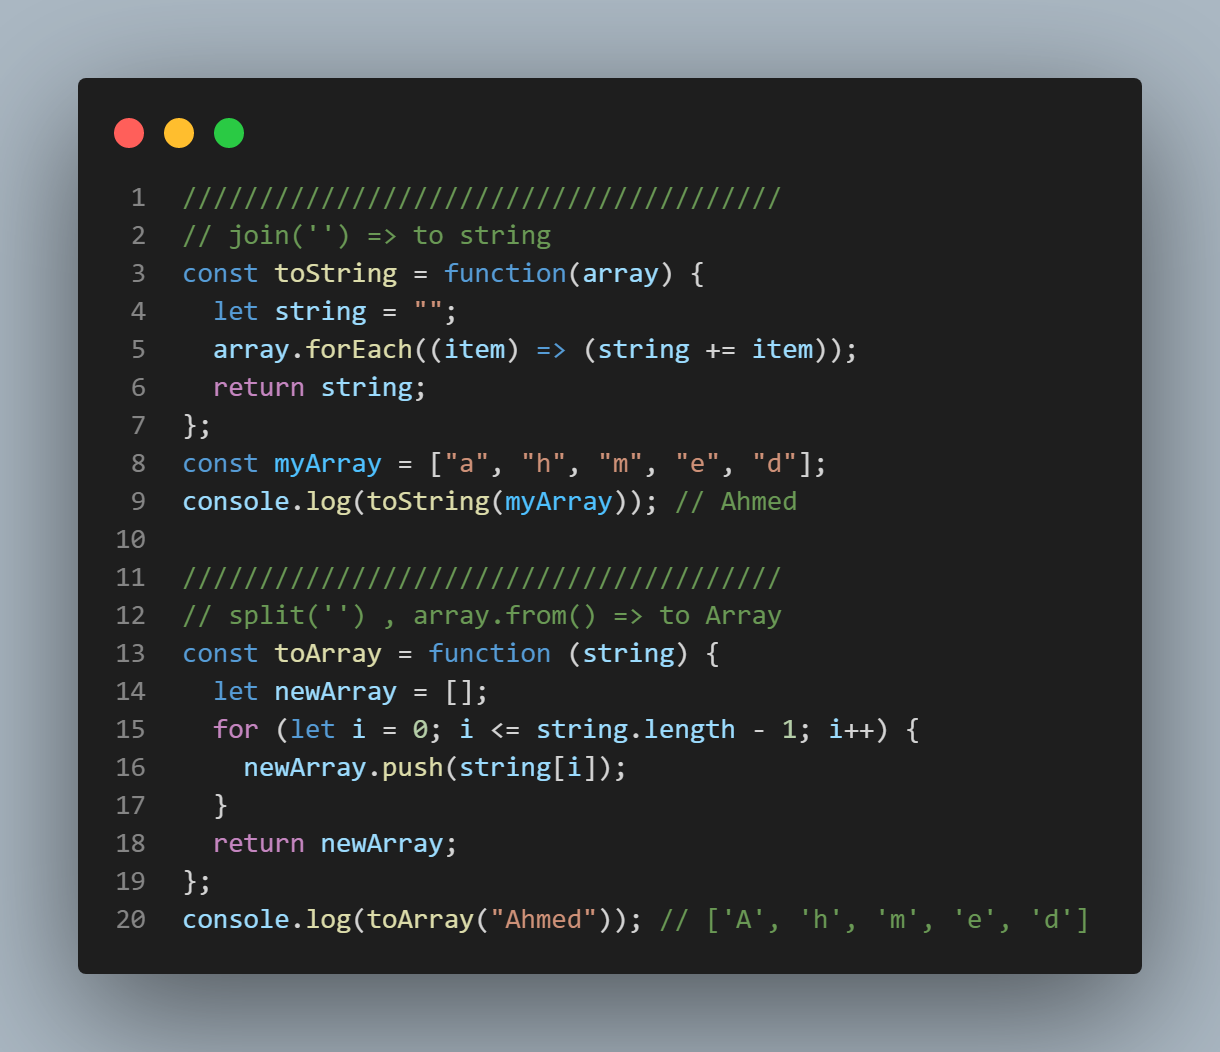 1 ///////////////////////////////////////
2 // join('') => to string
3 const toString = function(array) {
4   let string = "";
5   array.forEach((item) => (string += item));
6   return string;
7 };
8 const myArray = ["a", "h", "m", "e", "d"];
9 console.log(toString(myArray)); // Ahmed
10
11 ///////////////////////////////////////
12 // split('') , array.from() => to Array
13 const toArray = function (string) {
14   let newArray = [];
15   for (let i = 0; i <= string.length - 1; i++) {
16     newArray.push(string[i]);
17   }
18   return newArray;
19 };
20 console.log(toArray("Ahmed")); // ['A', 'h', 'm', 'e', 'd']